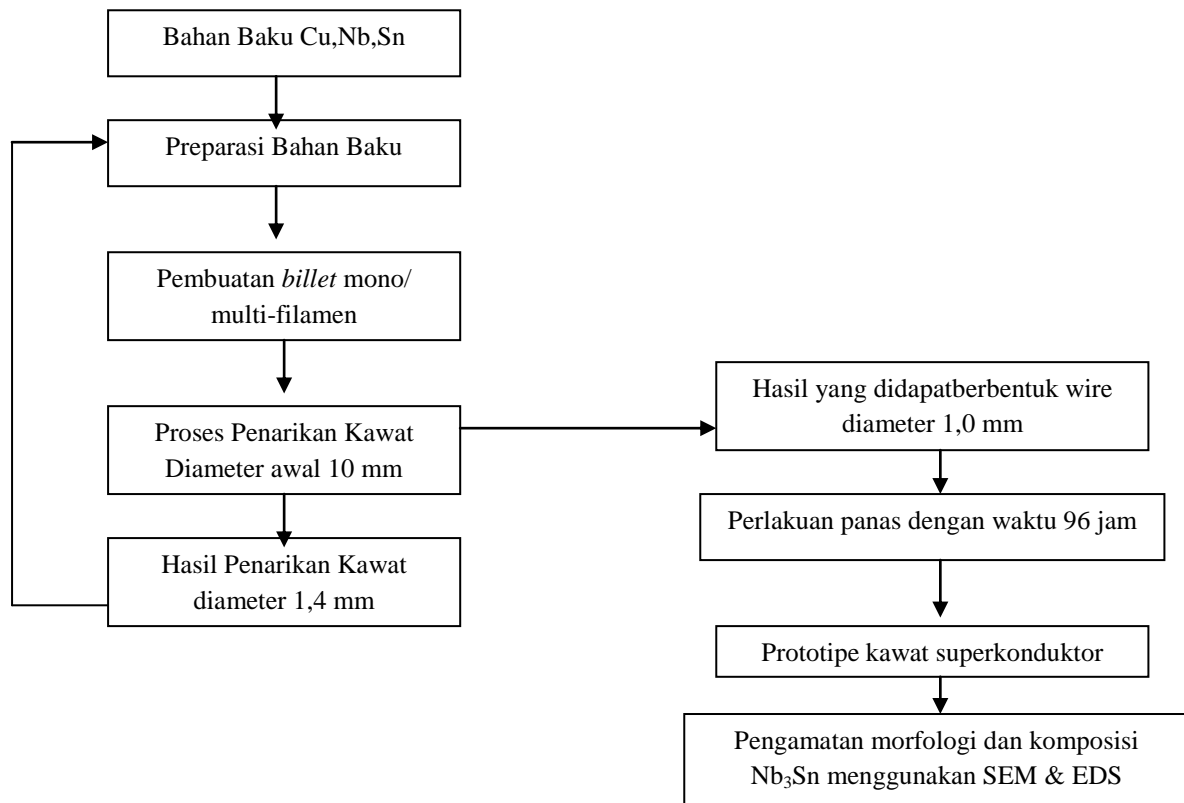 Bahan Baku Cu,Nb,Sn
Preparasi Bahan Baku
Pembuatan billet mono/
multi-filamen
Proses Penarikan Kawat
Diameter awal 10 mm
Hasil Penarikan Kawat
diameter 1,4 mm
Hasil yang didapatberbentuk wire
diameter 1,0 mm
Perlakuan panas dengan waktu 96 jam
Prototipe kawat superkonduktor
Pengamatan morfologi dan komposisi
Nb₃Sn menggunakan SEM & EDS